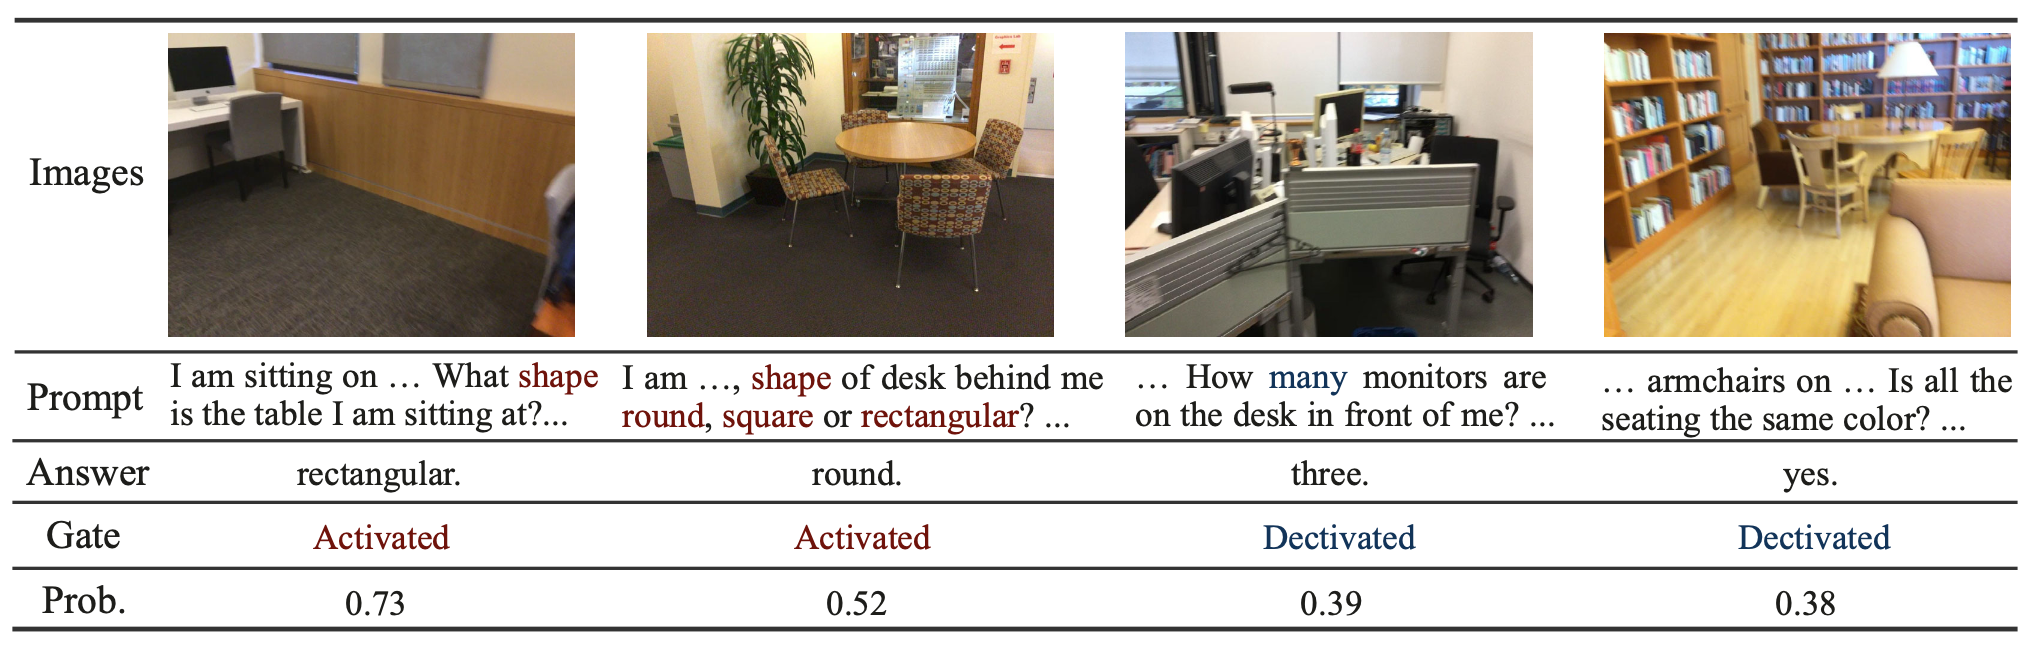 Images
Prompt
I am sitting on … What shape
is the table I am sitting at?...
I am …, shape of desk behind me
round, square or rectangular? ...
… How many monitors are
on the desk in front of me? ...
… armchairs on … Is all the
seating the same color? ...
Answer
rectangular.
round.
three.
yes.
Gate
Activated
Activated
Dectivated
Dectivated
Prob.
0.73
0.52
0.39
0.38